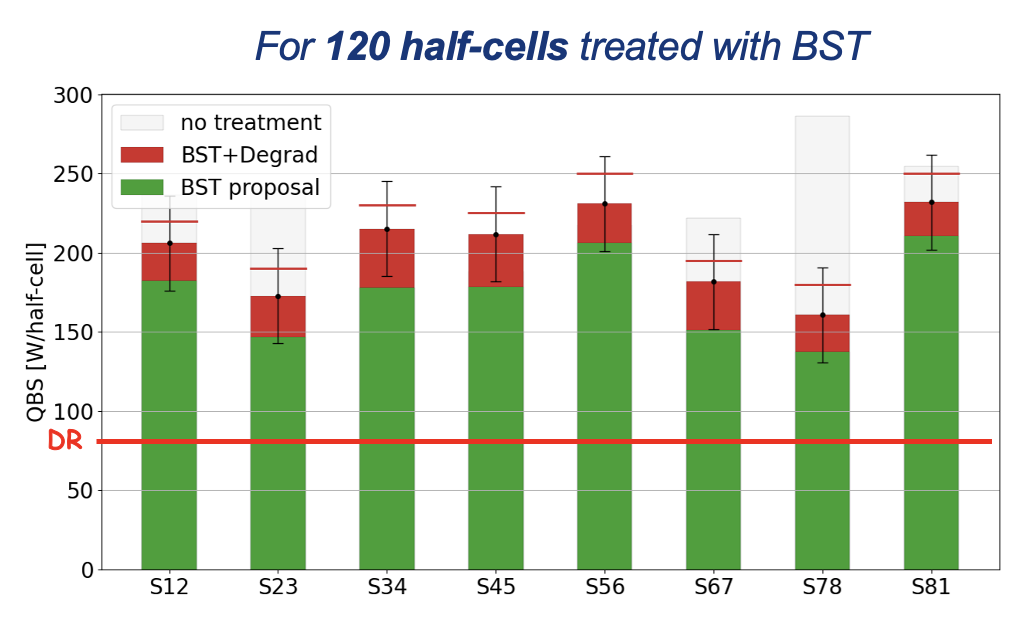 For 120 half-cells treated with BST
300
250
200
150
100
50
0
QBS [W/half-cell]
DR
no treatment
BST+Degrad
BST proposal
S12 S23 S34 S45 S56 S67 S78 S81